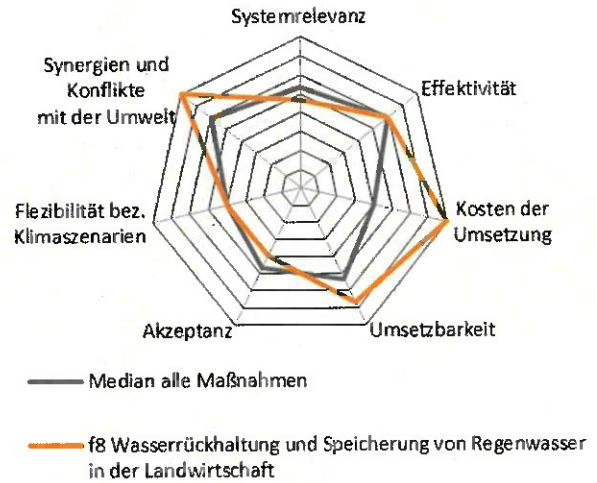 Systemrelevanz
Synergien und
Konflikte
mit der Umwelt
Effektivität
Flezibilität bez.
Klimaszenarien
Kosten der
Umsetzung
Akzeptanz
Umsetzbarkeit
Median alle Maßnahmen
f8 Wasserrückhaltung und Speicherung von Regenwasser
in der Landwirtschaft